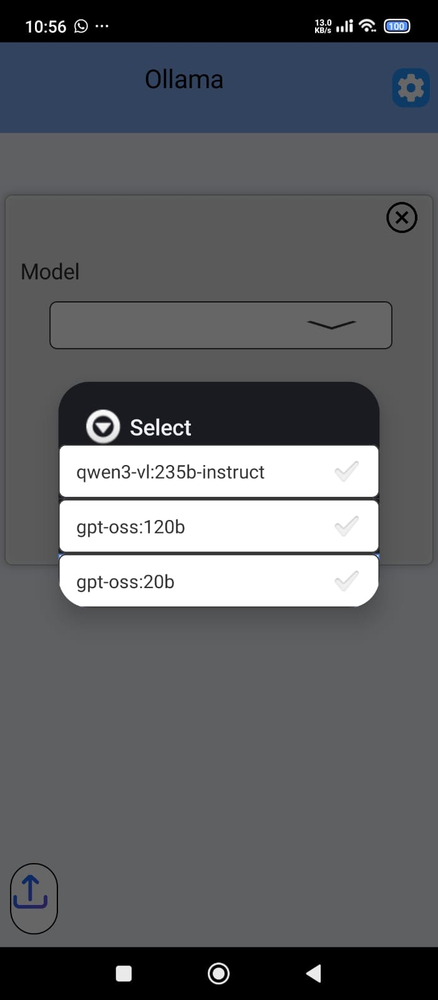 10:56 ...
13.0
KB/s
100
Ollama
Model
Select
qwen3-vl:235b-instruct
gpt-oss:120b
gpt-oss:20b